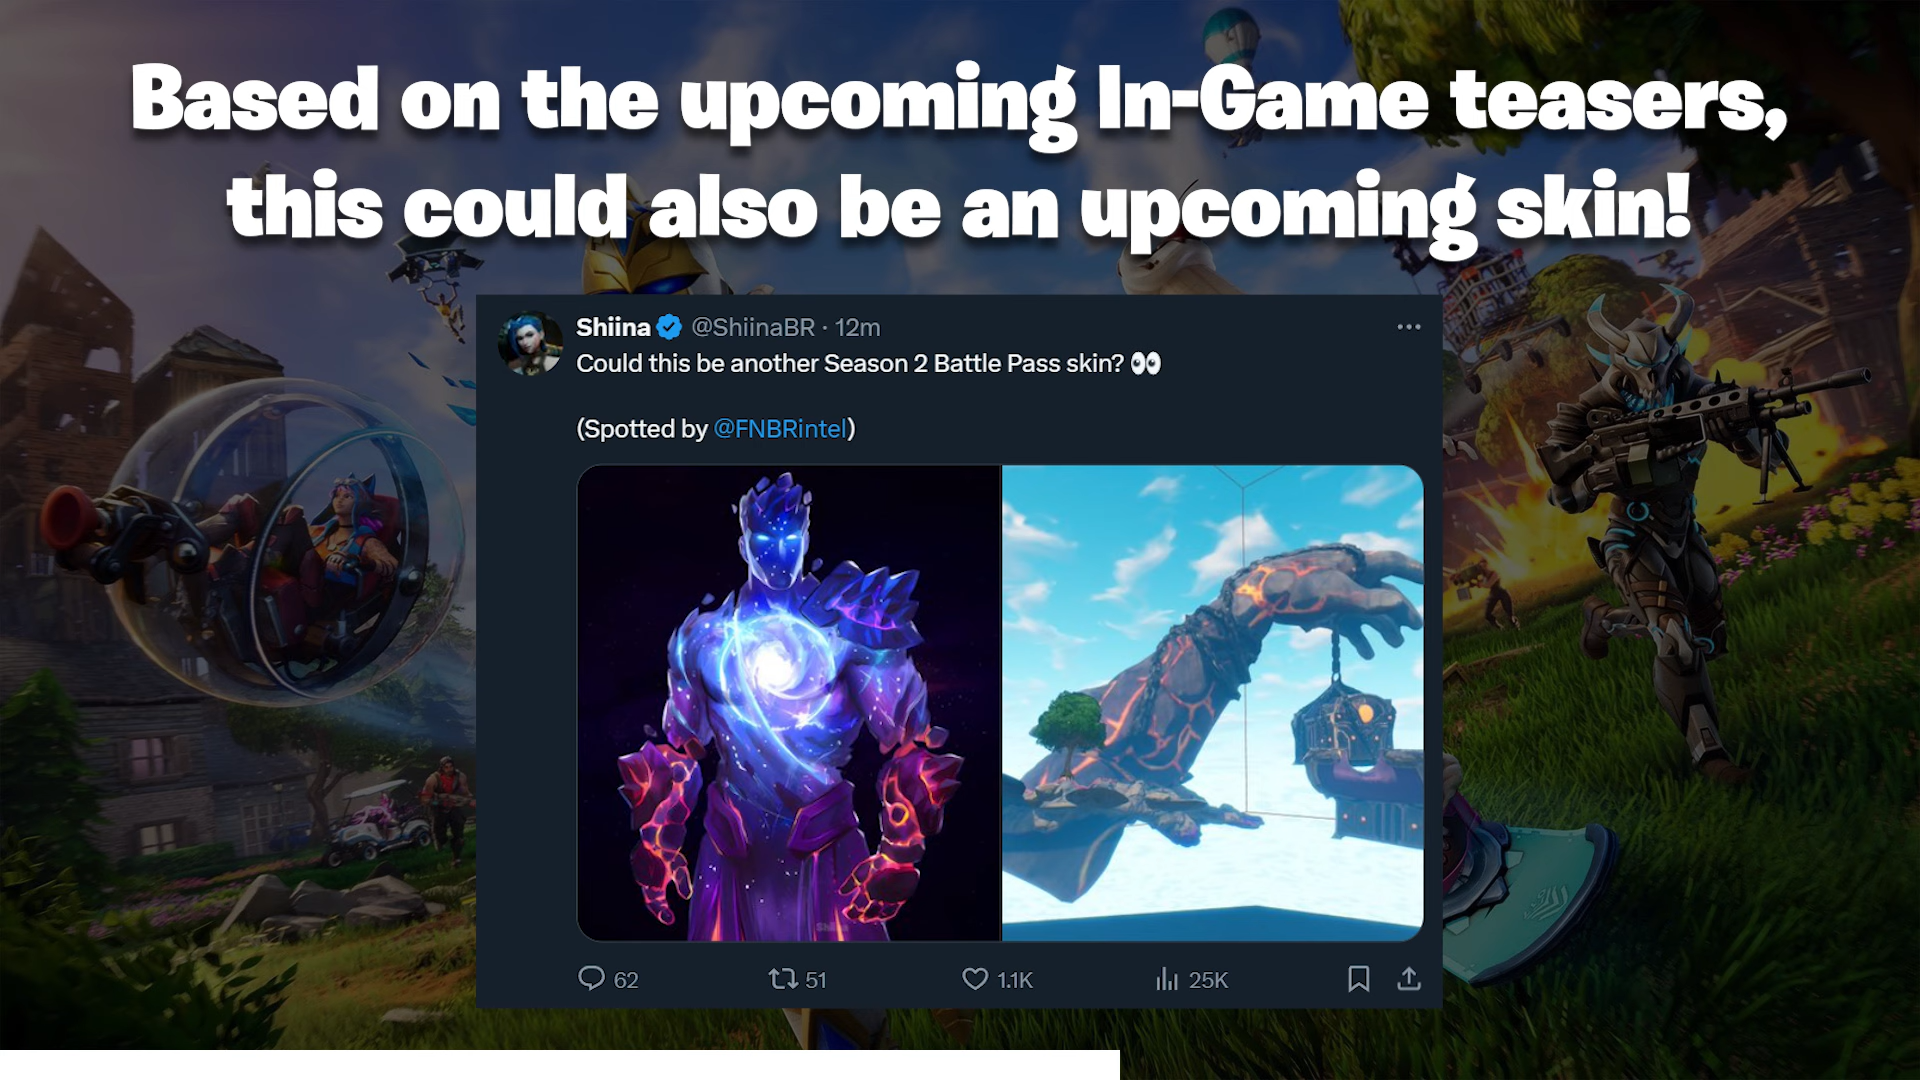 Based on the upcoming In-Game teasers,
this could also be an upcoming skin!
Shiina @ShiinaBR · 12m
Could this be another Season 2 Battle Pass skin? 👀
(Spotted by @FNBRintel)
62 51 1.1K 25K